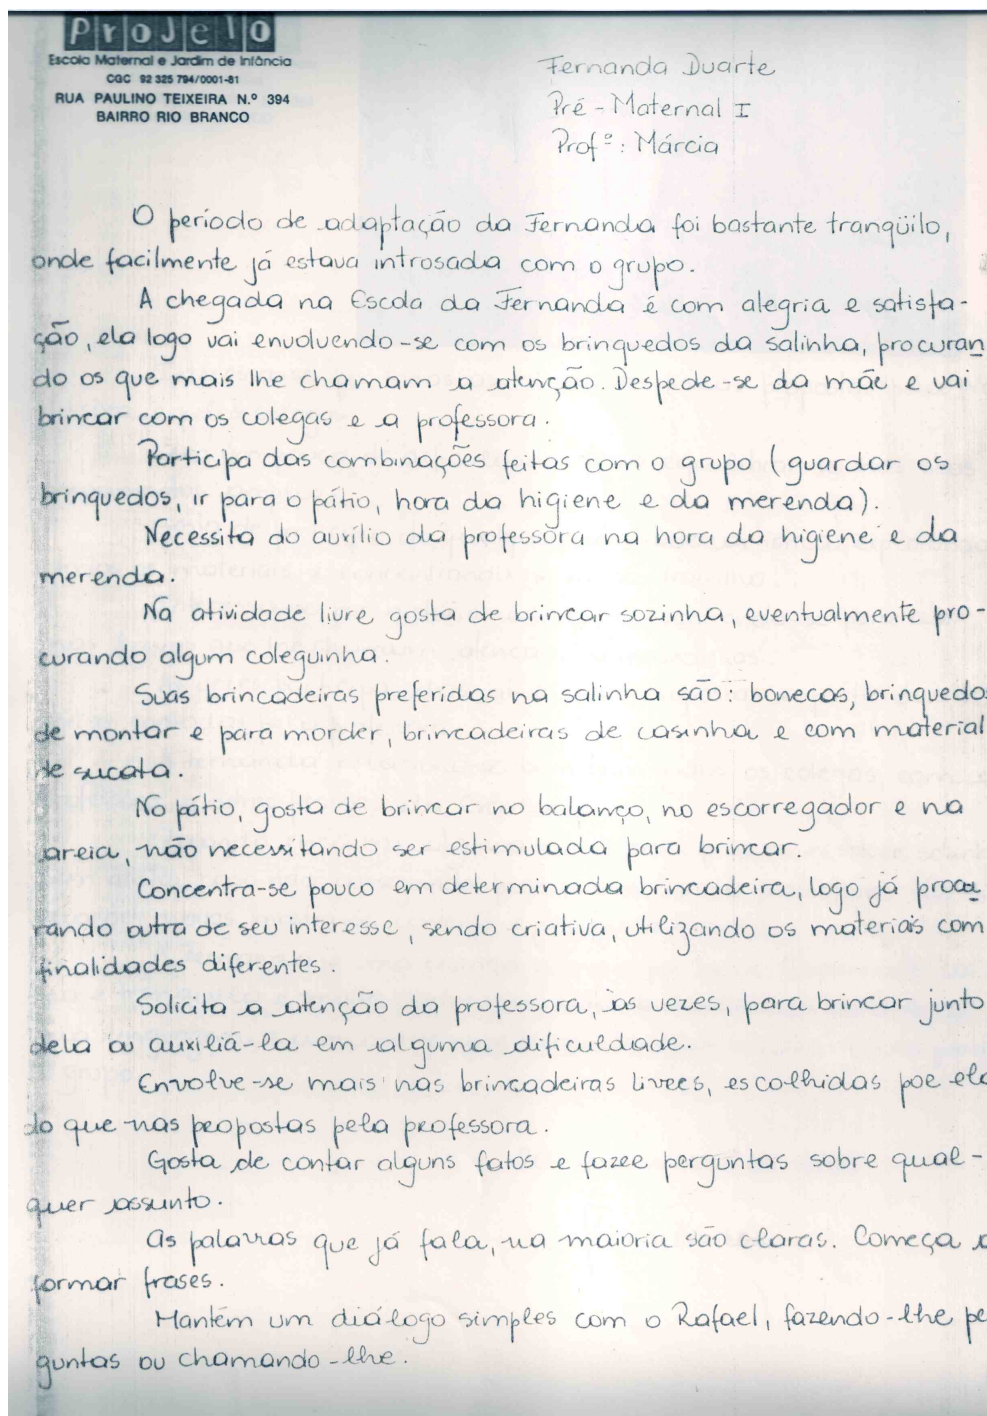 Projeto
Escola Maternal e Jardim de Infância
CGC 92 325 794/0001-81
RUA PAULINO TEIXEIRA N.º 394
BAIRRO RIO BRANCO
Fernanda Duarte
Pré - Maternal I
Profª: Márcia
O período de adaptação da Fernanda foi bastante tranqüilo,
onde facilmente já estava introsada com o grupo.
A chegada na Escola da Fernanda é com alegria e satisfa-
ção, ela logo vai envolvendo-se com os brinquedos da salinha, procuran
do os que mais lhe chamam a atenção. Despede-se da mãe e vai
brincar com os colegas e a professora.
Participa das combinações feitas com o grupo (guardar os
brinquedos, ir para o pátio, hora da higiene e da merenda).
Necessita do auxílio da professora na hora da higiene e da
merenda.
Na atividade livre gosta de brincar sozinha, eventualmente pro-
curando algum coleguinha.
Suas brincadeiras preferidas na salinha são: bonecas, brinquedos
de montar e para morder, brincadeiras de casinha e com material
de sucata.
No pátio, gosta de brincar no balanço, no escorregador e na
areia, não necessitando ser estimulada para brincar.
Concentra-se pouco em determinada brincadeira, logo já procu
rando outra de seu interesse, sendo criativa, utilizando os materiais com
finalidades diferentes.
Solicita a atenção da professora, às vezes, para brincar junto
dela ou auxiliá-la em alguma dificuldade.
Envolve-se mais nas brincadeiras livres, escolhidas por ela
do que nas propostas pela professora.
Gosta de contar alguns fatos e fazer perguntas sobre qual-
quer assunto.
As palavras que já fala, na maioria são claras. Começa a
formar frases.
Mantém um diálogo simples com o Rafael, fazendo-lhe per
guntas ou chamando-lhe.